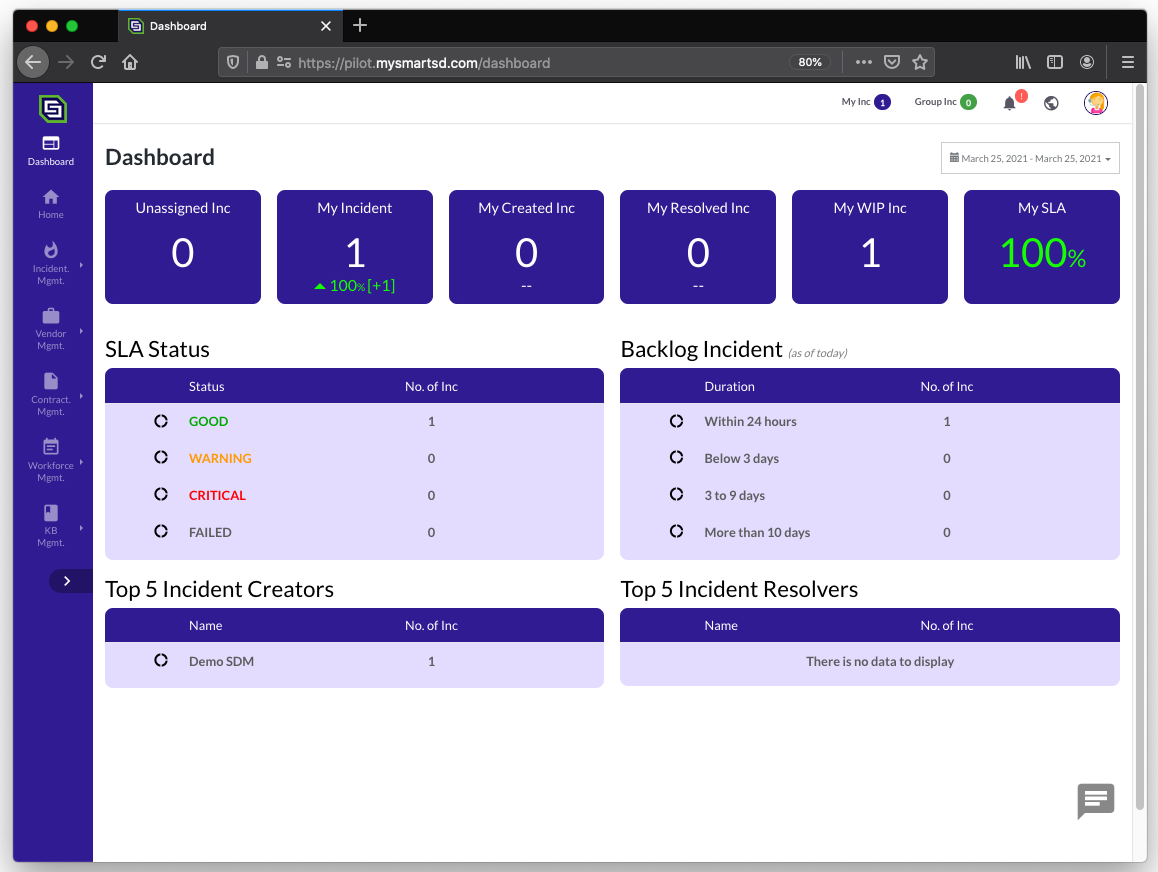 Dashboard
https://pilot.mysmartsd.com/dashboard
80%
My Inc 1
Group Inc 0
!
Dashboard
Home
Incident.
Mgmt.
Vendor
Mgmt.
Contract.
Mgmt.
Workforce
Mgmt.
KB
Mgmt.
Dashboard
March 25, 2021 - March 25, 2021
Unassigned Inc
0
My Incident
1
100%[+1]
My Created Inc
0
--
My Resolved Inc
0
--
My WIP Inc
1
My SLA
100%
SLA Status
Status No. of Inc
GOOD 1
WARNING 0
CRITICAL 0
FAILED 0
Backlog Incident (as of today)
Duration No. of Inc
Within 24 hours 1
Below 3 days 0
3 to 9 days 0
More than 10 days 0
Top 5 Incident Creators
Name No. of Inc
Demo SDM 1
Top 5 Incident Resolvers
Name No. of Inc
There is no data to display